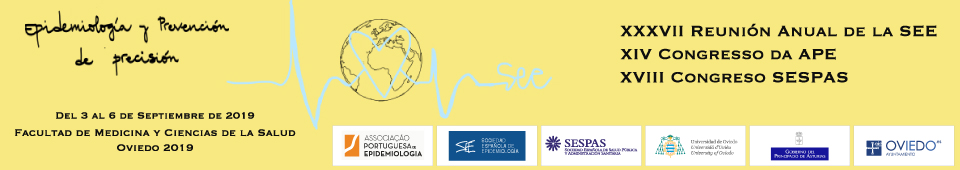 Epidemiología y Prevención
de precisión
see
XXXVII Reunión Anual de la SEE
XIV Congresso da APE
XVIII Congreso SESPAS
Del 3 al 6 de Septiembre de 2019
Facultad de Medicina y Ciencias de la Salud
Oviedo 2019
ASSOCIAÇÃO
PORTUGUESA DE
EPIDEMIOLOGIA
SEE
SOCIEDAD
ESPAÑOLA DE
EPIDEMIOLOGÍA
SESPAS
SOCIEDAD ESPAÑOLA DE SALUD PÚBLICA
Y ADMINISTRACIÓN SANITARIA
Universidad de Oviedo
Universidá d'Uviéu
University of Oviedo
GOBIERNO DEL
PRINCIPADO DE ASTURIAS
OVIEDO
AYUNTAMIENTO